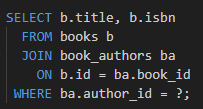 SELECT b.title, b.isbn
  FROM books b
  JOIN book_authors ba
    ON b.id = ba.book_id
 WHERE ba.author_id = ?;